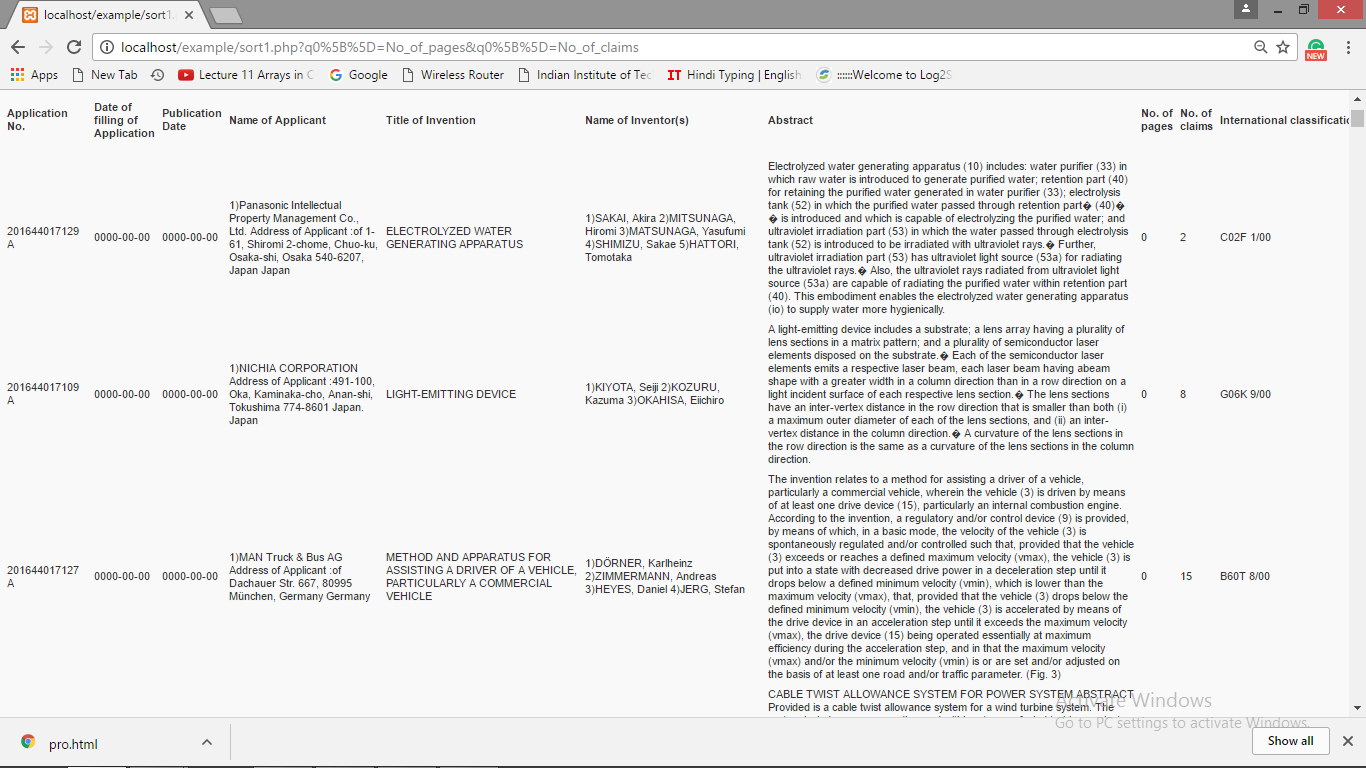 localhost/example/sort1.
localhost/example/sort1.php?q0%5B%5D=No_of_pages&q0%5B%5D=No_of_claims
NEW
Apps New Tab Lecture 11 Arrays in C Google Wireless Router Indian Institute of Tec IT Hindi Typing | English ::::::Welcome to Log2S
Application No.
Date of filling of Application
Publication Date
Name of Applicant
Title of Invention
Name of Inventor(s)
Abstract
No. of pages
No. of claims
International classificatio
201644017129 A
0000-00-00
0000-00-00
1)Panasonic Intellectual
Property Management Co.,
Ltd. Address of Applicant :of 1-
61, Shiromi 2-chome, Chuo-ku,
Osaka-shi, Osaka 540-6207,
Japan Japan
ELECTROLYZED WATER
GENERATING APPARATUS
1)SAKAI, Akira 2)MITSUNAGA,
Hiromi 3)MATSUNAGA, Yasufumi
4)SHIMIZU, Sakae 5)HATTORI,
Tomotaka
Electrolyzed water generating apparatus (10) includes: water purifier (33) in
which raw water is introduced to generate purified water; retention part (40)
for retaining the purified water generated in water purifier (33); electrolysis
tank (52) in which the purified water passed through retention part� (40)�
� is introduced and which is capable of electrolyzing the purified water; and
ultraviolet irradiation part (53) in which the water passed through electrolysis
tank (52) is introduced to be irradiated with ultraviolet rays.� Further,
ultraviolet irradiation part (53) has ultraviolet light source (53a) for radiating
the ultraviolet rays.� Also, the ultraviolet rays radiated from ultraviolet light
source (53a) are capable of radiating the purified water within retention part
(40). This embodiment enables the electrolyzed water generating apparatus
(io) to supply water more hygienically.
0
2
C02F 1/00
201644017109 A
0000-00-00
0000-00-00
1)NICHIA CORPORATION
Address of Applicant :491-100,
Oka, Kaminaka-cho, Anan-shi,
Tokushima 774-8601 Japan.
Japan
LIGHT-EMITTING DEVICE
1)KIYOTA, Seiji 2)KOZURU,
Kazuma 3)OKAHISA, Eiichiro
A light-emitting device includes a substrate; a lens array having a plurality of
lens sections in a matrix pattern; and a plurality of semiconductor laser
elements disposed on the substrate.� Each of the semiconductor laser
elements emits a respective laser beam, each laser beam having abeam
shape with a greater width in a column direction than in a row direction on a
light incident surface of each respective lens section.� The lens sections
have an inter-vertex distance in the row direction that is smaller than both (i)
a maximum outer diameter of each of the lens sections, and (ii) an inter-
vertex distance in the column direction.� A curvature of the lens sections in
the row direction is the same as a curvature of the lens sections in the column
direction.
0
8
G06K 9/00
201644017127 A
0000-00-00
0000-00-00
1)MAN Truck & Bus AG
Address of Applicant :of
Dachauer Str. 667, 80995
München, Germany Germany
METHOD AND APPARATUS FOR
ASSISTING A DRIVER OF A VEHICLE,
PARTICULARLY A COMMERCIAL
VEHICLE
1)DÖRNER, Karlheinz
2)ZIMMERMANN, Andreas
3)HEYES, Daniel 4)JERG, Stefan
The invention relates to a method for assisting a driver of a vehicle,
particularly a commercial vehicle, wherein the vehicle (3) is driven by means
of at least one drive device (15), particularly an internal combustion engine.
According to the invention, a regulatory and/or control device (9) is provided,
by means of which, in a basic mode, the velocity of the vehicle (3) is
spontaneously regulated and/or controlled such that, provided that the vehicle
(3) exceeds or reaches a defined maximum velocity (vmax), the vehicle (3) is
put into a state with decreased drive power in a deceleration step until it
drops below a defined minimum velocity (vmin), which is lower than the
maximum velocity (vmax), that, provided that the vehicle (3) drops below the
defined minimum velocity (vmin), the vehicle (3) is accelerated by means of
the drive device in an acceleration step until it exceeds the maximum velocity
(vmax), the drive device (15) being operated essentially at maximum
efficiency during the acceleration step, and in that the maximum velocity
(vmax) and/or the minimum velocity (vmin) is or are set and/or adjusted on
the basis of at least one road and/or traffic parameter. (Fig. 3)
0
15
B60T 8/00
CABLE TWIST ALLOWANCE SYSTEM FOR POWER SYSTEM ABSTRACT
Provided is a cable twist allowance system for a wind turbine system. The
Activate Windows
Go to PC settings to activate Windows.
pro.html
Show all